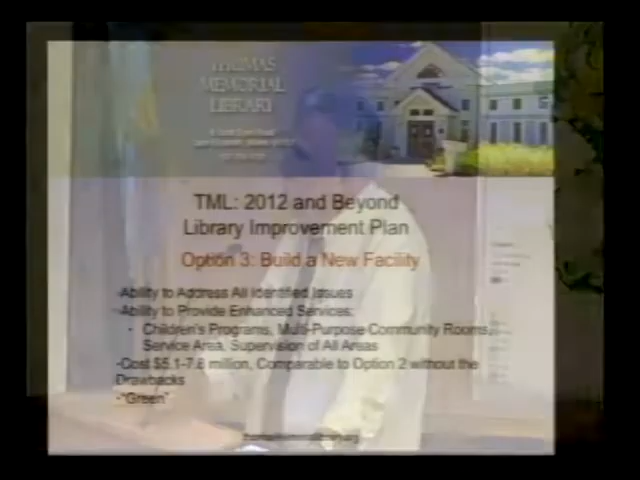 THOMAS
MEMORIAL
LIBRARY
TML: 2012 and Beyond
Library Improvement Plan
Option 3: Build a New Facility
-Ability to Address All Identified Issues
-Ability to Provide Enhanced Services:
• Children's Programs, Multi-Purpose Community Rooms,
Service Area, Supervision of All Areas
-Cost $5.1-7.6 million, Comparable to Option 2 without the
Drawbacks
-"Green"